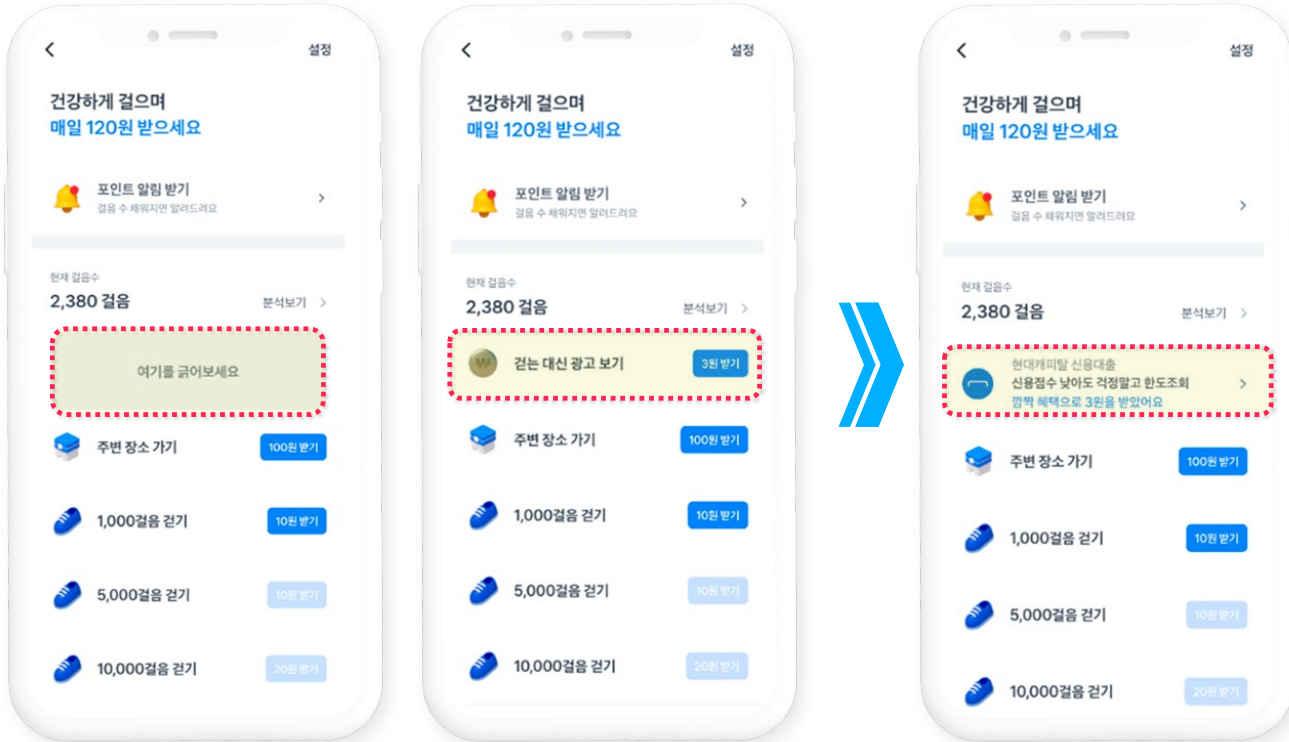 설정
건강하게 걸으며
매일 120원 받으세요
포인트 알림 받기
걸음 수 채워지면 알려드려요
현재 걸음수
2,380 걸음
분석보기
여기를 긁어보세요
주변 장소 가기
100원 받기
1,000걸음 걷기
10원 받기
5,000걸음 걷기
10원 받기
10,000걸음 걷기
20원 받기
설정
건강하게 걸으며
매일 120원 받으세요
포인트 알림 받기
걸음 수 채워지면 알려드려요
현재 걸음수
2,380 걸음
분석보기
걷는 대신 광고 보기
3원 받기
주변 장소 가기
100원 받기
1,000걸음 걷기
10원 받기
5,000걸음 걷기
10원 받기
10,000걸음 걷기
20원 받기
설정
건강하게 걸으며
매일 120원 받으세요
포인트 알림 받기
걸음 수 채워지면 알려드려요
현재 걸음수
2,380 걸음
분석보기
현대캐피탈 신용대출
신용점수 낮아도 걱정말고 한도조회
깜짝 혜택으로 3원을 받았어요
주변 장소 가기
100원 받기
1,000걸음 걷기
10원 받기
5,000걸음 걷기
10원 받기
10,000걸음 걷기
20원 받기